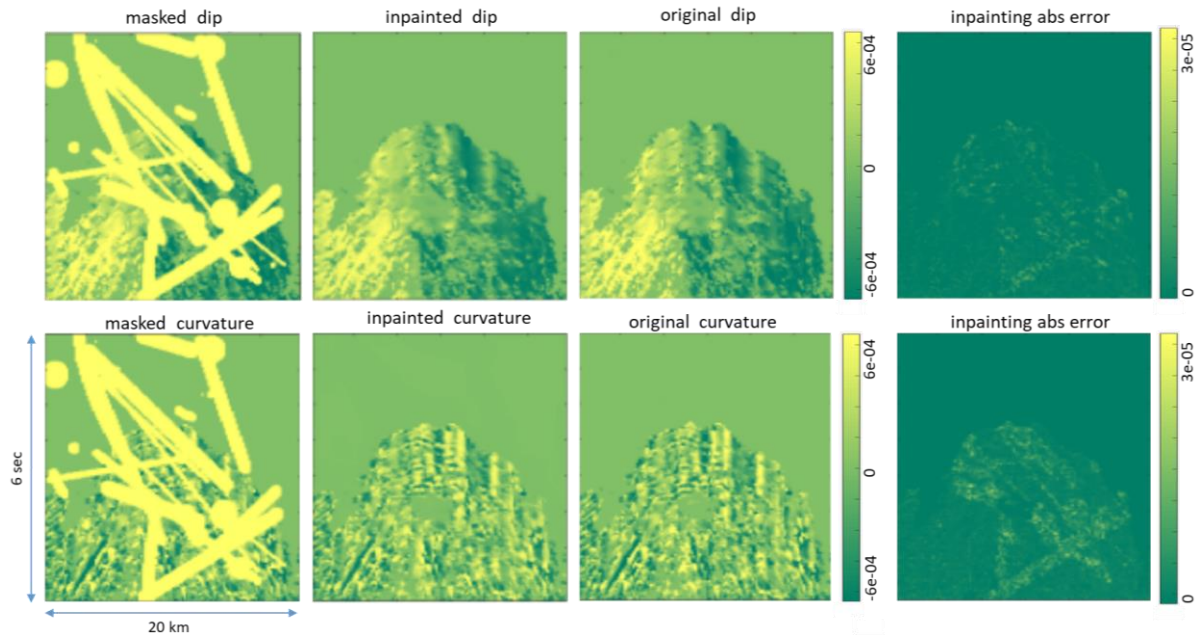 masked dip
inpainted dip
original dip
inpainting abs error
6e-04
0
-6e-04
3e-05
0
masked curvature
inpainted curvature
original curvature
inpainting abs error
6e-04
0
-6e-04
3e-05
0
6 sec
20 km